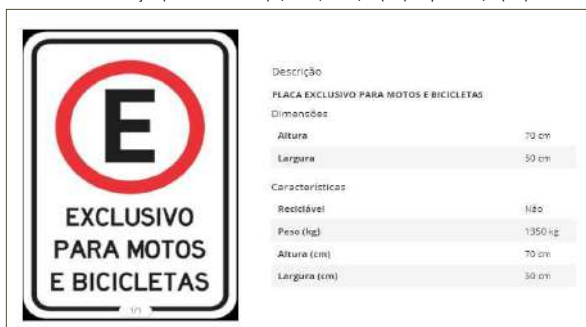 E
EXCLUSIVO
PARA MOTOS
E BICICLETAS
1/1
Descrição
PLACA EXCLUSIVO PARA MOTOS E BICICLETAS
Dimensões
Altura 70 cm
Largura 50 cm
Características
Reciclável Não
Peso (kg) 1350 kg
Altura (cm) 70 cm
Largura (cm) 50 cm